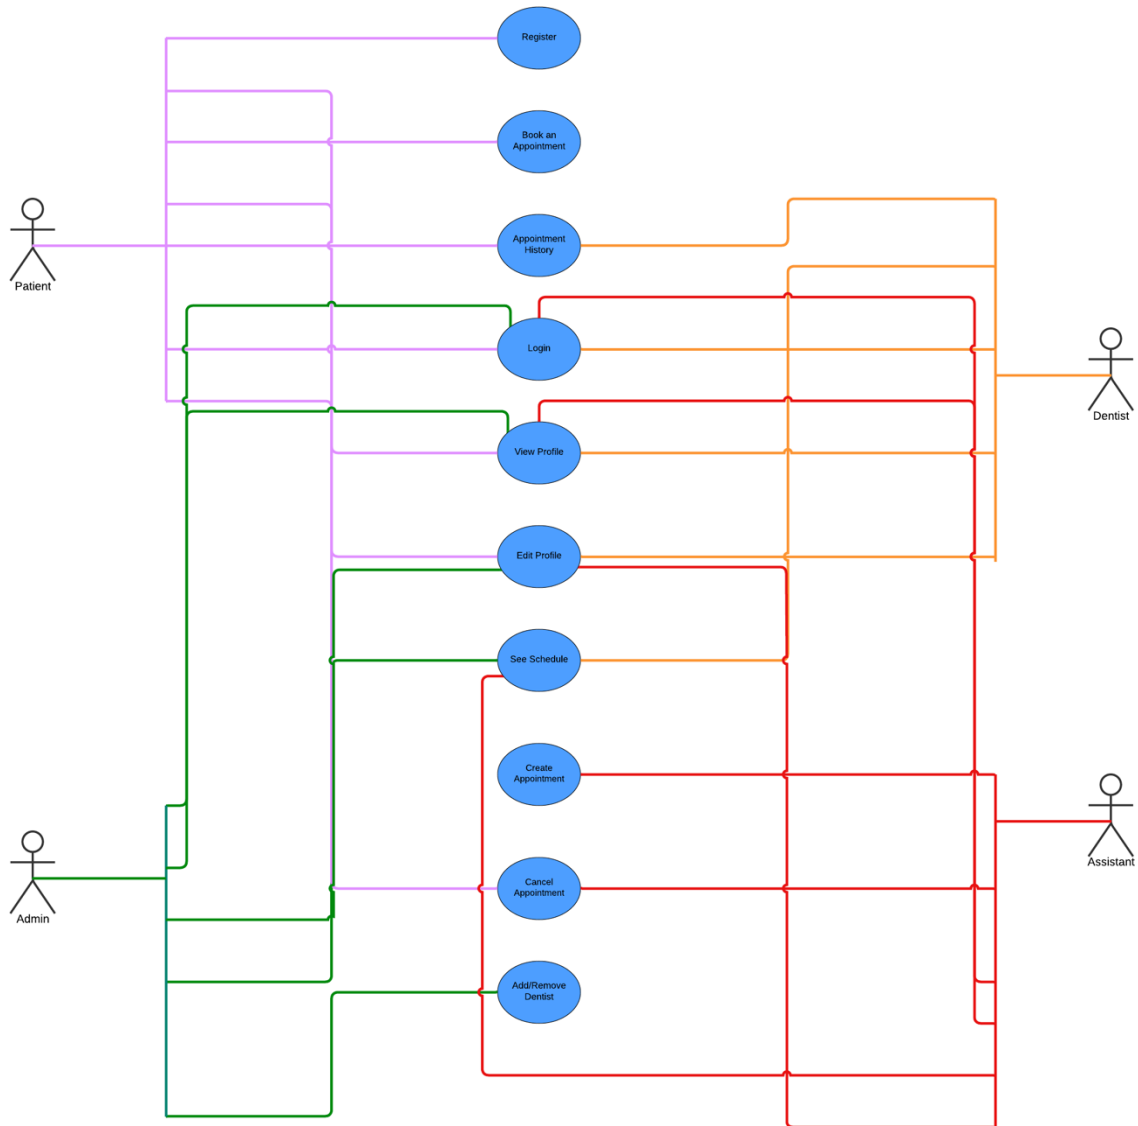 Register
Book an
Appointment
Patient
Appointment
History
Login
Dentist
View Profile
Edit Profile
See Schedule
Create
Appointment
Assistant
Admin
Cancel
Appointment
Add/Remove
Dentist